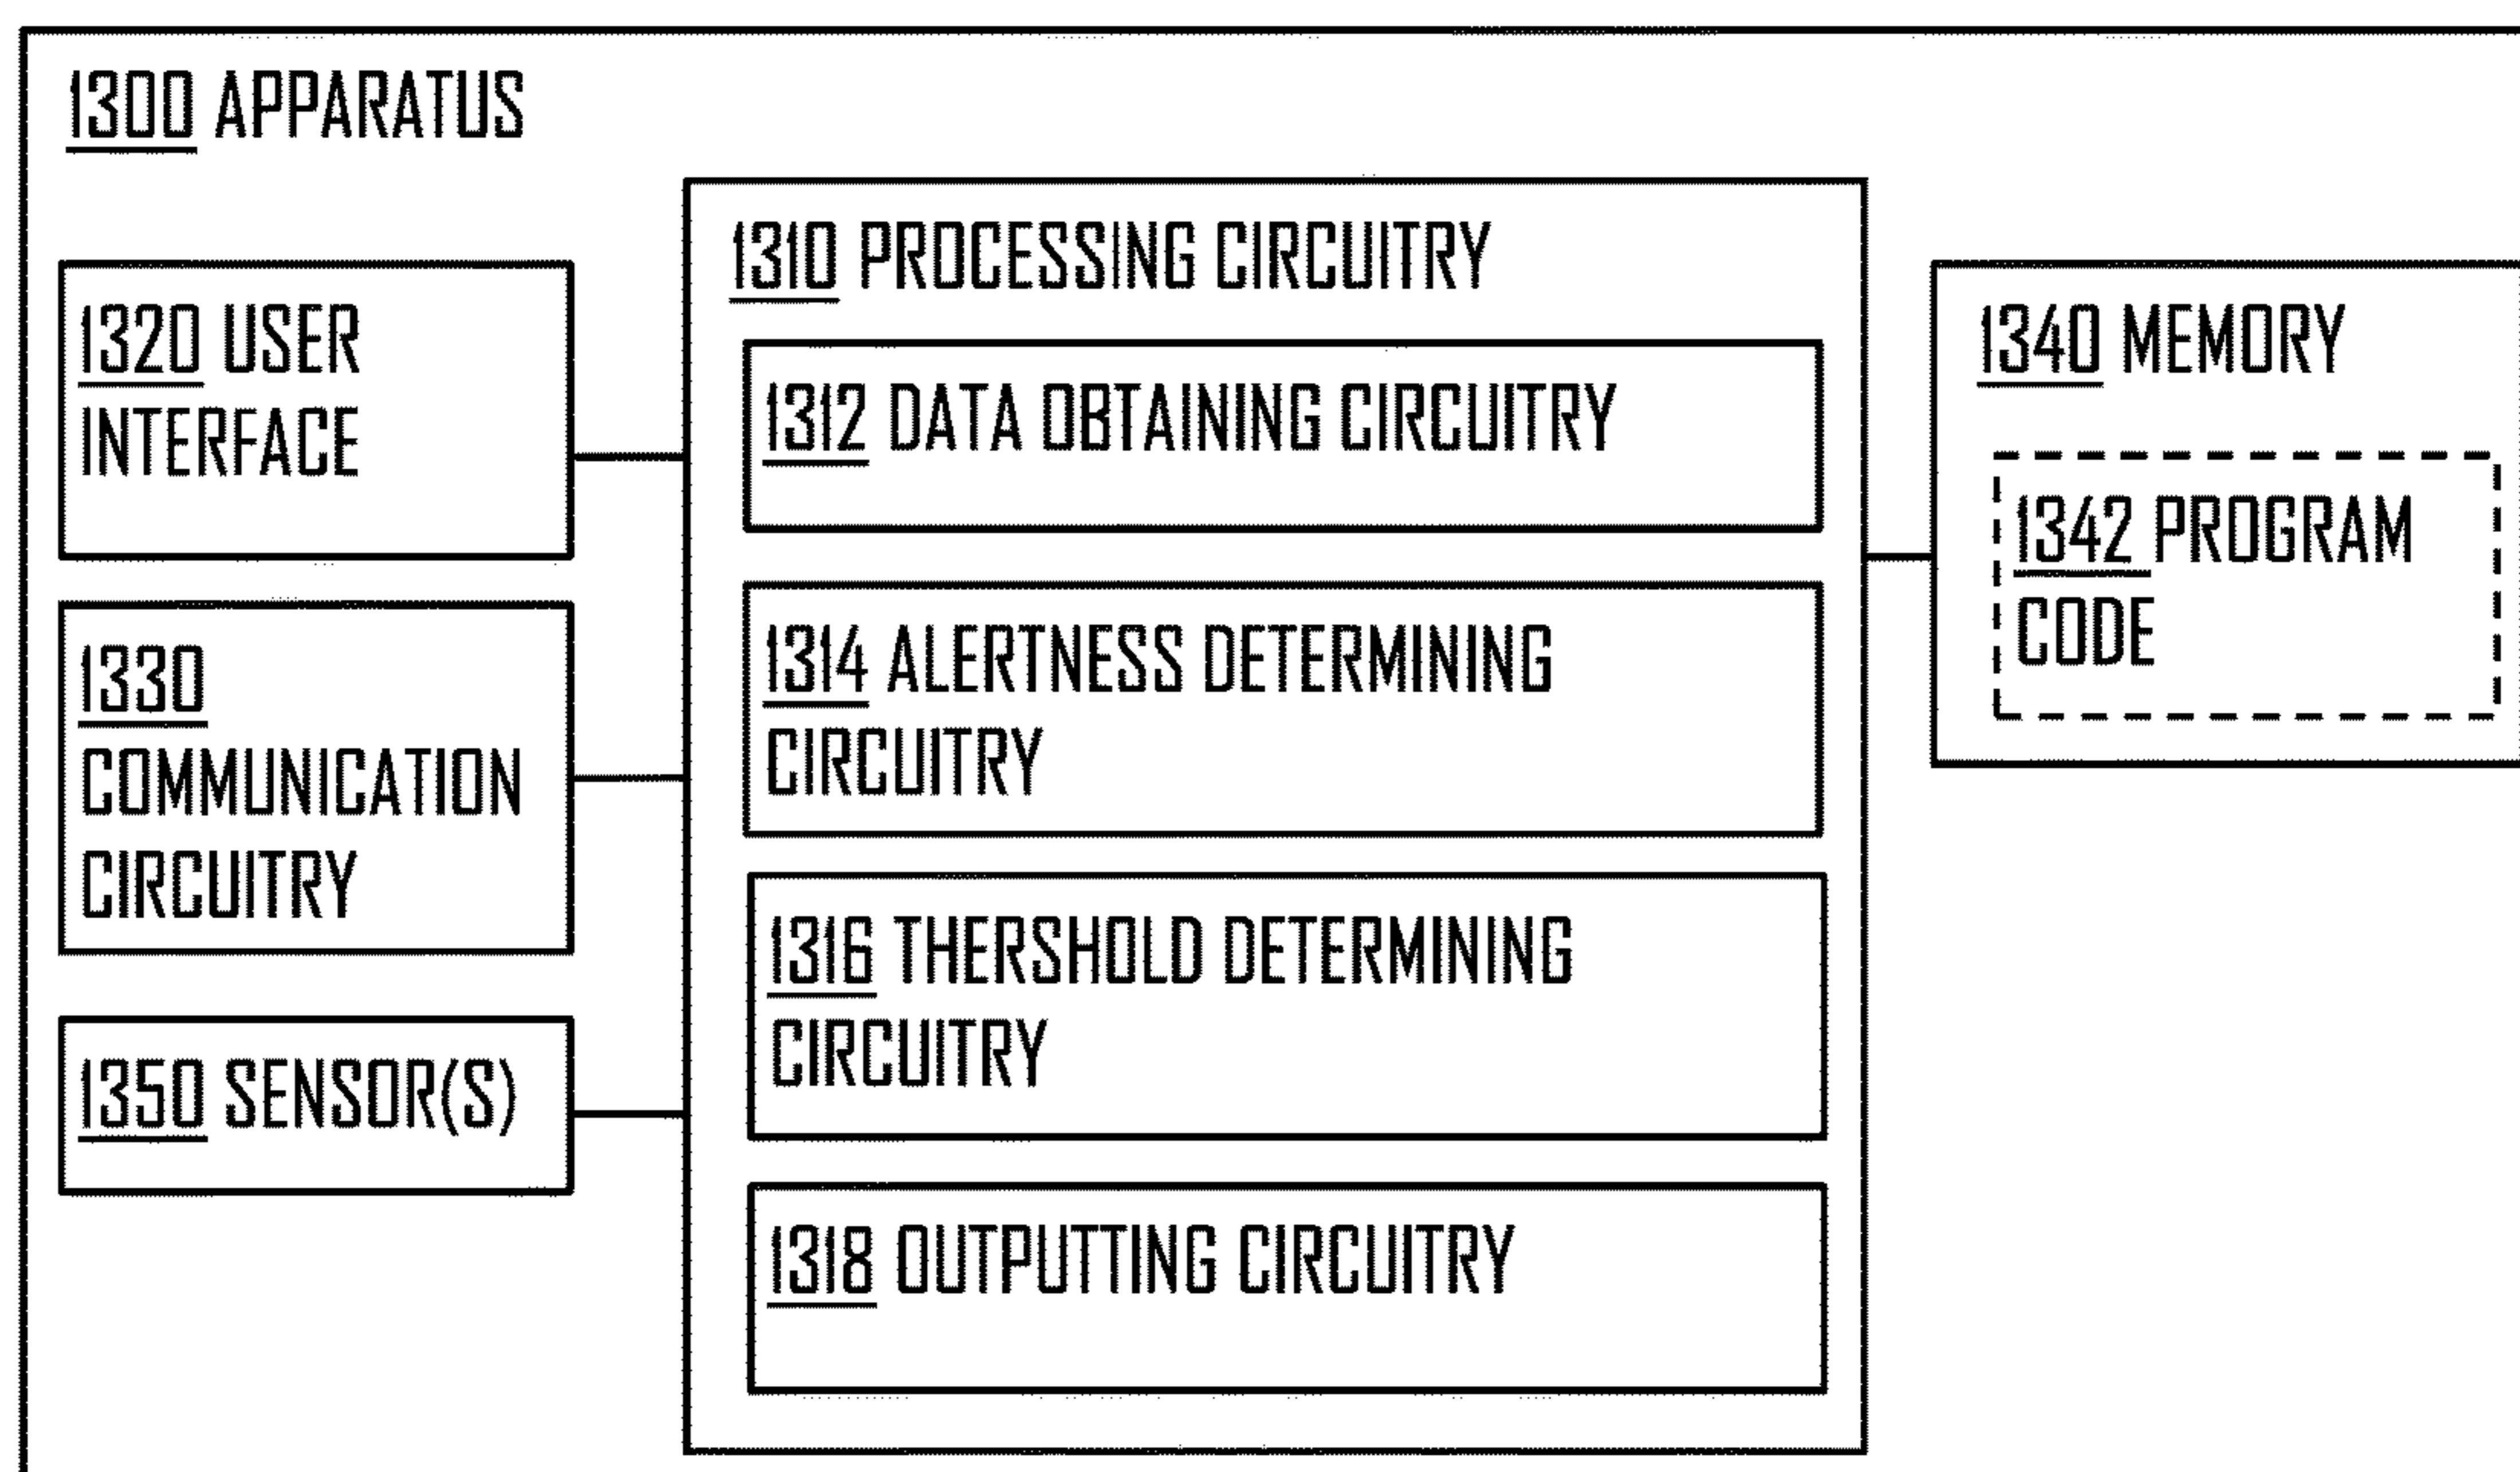 1300 APPARATUS
1320 USER
INTERFACE
1330
COMMUNICATION
CIRCUITRY
1350 SENSOR(S)
1310 PROCESSING CIRCUITRY
1312 DATA OBTAINING CIRCUITRY
1314 ALERTNESS DETERMINING
CIRCUITRY
1316 THERSHOLD DETERMINING
CIRCUITRY
1318 OUTPUTTING CIRCUITRY
1340 MEMORY
1342 PROGRAM
CODE